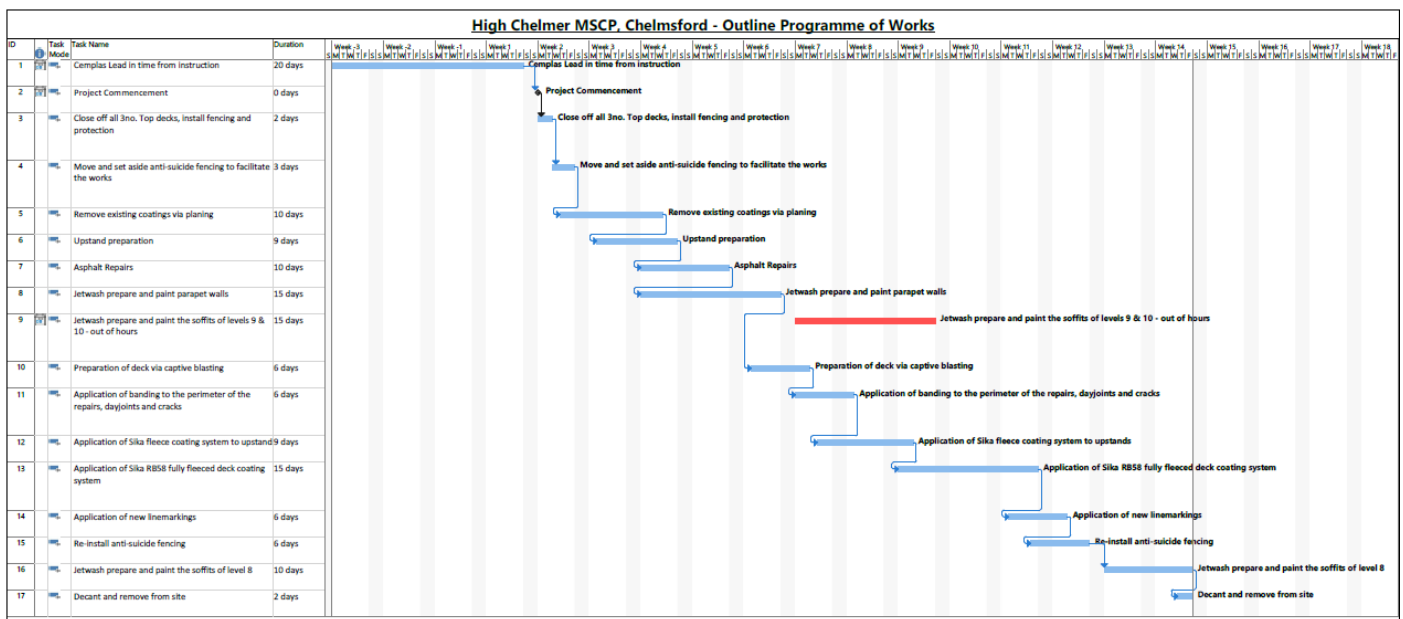 High Chelmer MSCP, Chelmsford - Outline Programme of Works
ID Task Mode Task Name Duration Week -3 Week -2 Week -1 Week 1 Week 2 Week 3 Week 4 Week 5 Week 6 Week 7 Week 8 Week 9 Week 10 Week 11 Week 12 Week 13 Week 14 Week 15 Week 16 Week 17 Week 18
S M T W T F S S M T W T F S S M T W T F S S M T W T F S S M T W T F S S M T W T F S S M T W T F S S M T W T F S S M T W T F S S M T W T F S S M T W T F S S M T W T F S S M T W T F S S M T W T F S S M T W T F S S M T W T F S S M T W T F S S M T W T F S S M T W T F S S M T W T F S S M T W T F S S M T W T F
1 Cemplas Lead in time from instruction 20 days Cemplas Lead in time from instruction
2 Project Commencement 0 days Project Commencement
3 Close off all 3no. Top decks, install fencing and 2 days Close off all 3no. Top decks, install fencing and protection
protection
4 Move and set aside anti-suicide fencing to facilitate 3 days Move and set aside anti-suicide fencing to facilitate the works
the works
5 Remove existing coatings via planing 10 days Remove existing coatings via planing
6 Upstand preparation 9 days Upstand preparation
7 Asphalt Repairs 10 days Asphalt Repairs
8 Jetwash prepare and paint parapet walls 15 days Jetwash prepare and paint parapet walls
9 Jetwash prepare and paint the soffits of levels 9 & 15 days Jetwash prepare and paint the soffits of levels 9 & 10 - out of hours
10 - out of hours
10 Preparation of deck via captive blasting 6 days Preparation of deck via captive blasting
11 Application of banding to the perimeter of the 6 days Application of banding to the perimeter of the repairs, dayjoints and cracks
repairs, dayjoints and cracks
12 Application of Sika fleece coating system to upstand 9 days Application of Sika fleece coating system to upstands
13 Application of Sika RB58 fully fleeced deck coating 15 days Application of Sika RB58 fully fleeced deck coating system
system
14 Application of new linemarkings 6 days Application of new linemarkings
15 Re-install anti-suicide fencing 6 days Re-install anti-suicide fencing
16 Jetwash prepare and paint the soffits of level 8 10 days Jetwash prepare and paint the soffits of level 8
17 Decant and remove from site 2 days Decant and remove from site